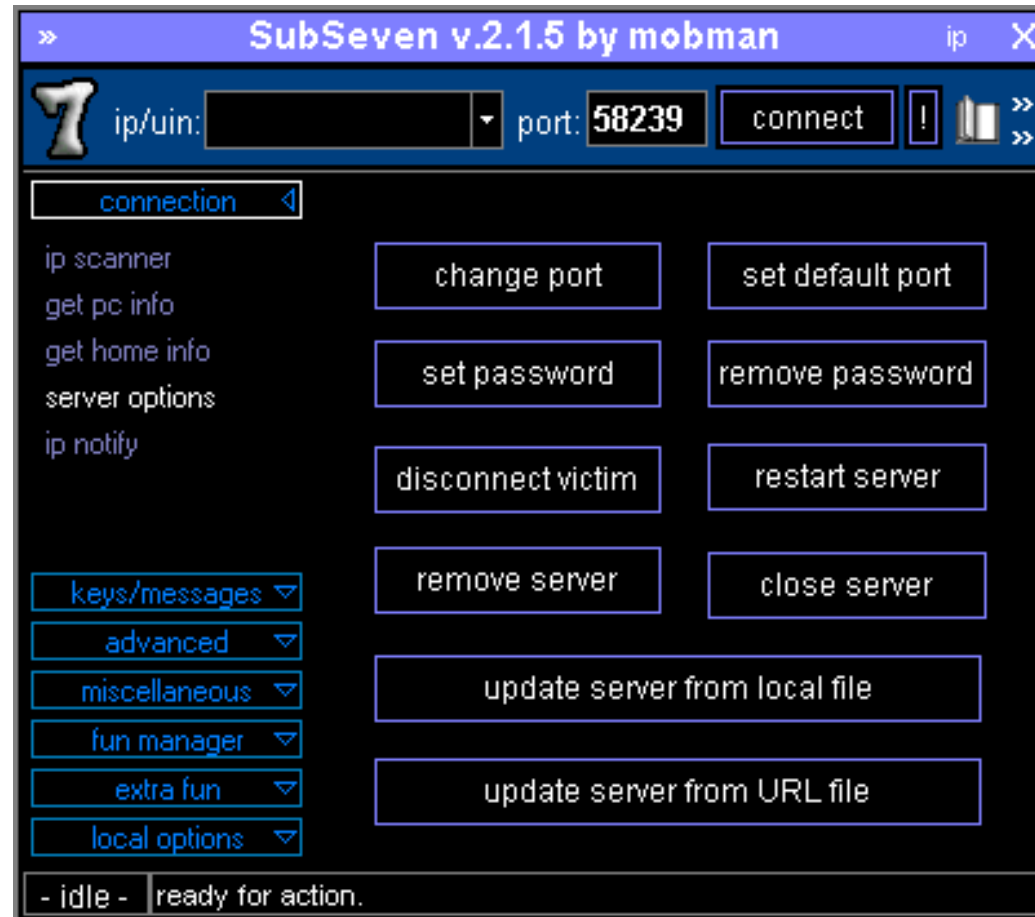 » SubSeven v.2.1.5 by mobman ip X
7 ip/uin: port: 58239 connect ! »
»
connection
ip scanner
get pc info
get home info
server options
ip notify
change port set default port
set password remove password
disconnect victim restart server
remove server close server
update server from local file
update server from URL file
keys/messages
advanced
miscellaneous
fun manager
extra fun
local options
- idle - ready for action.